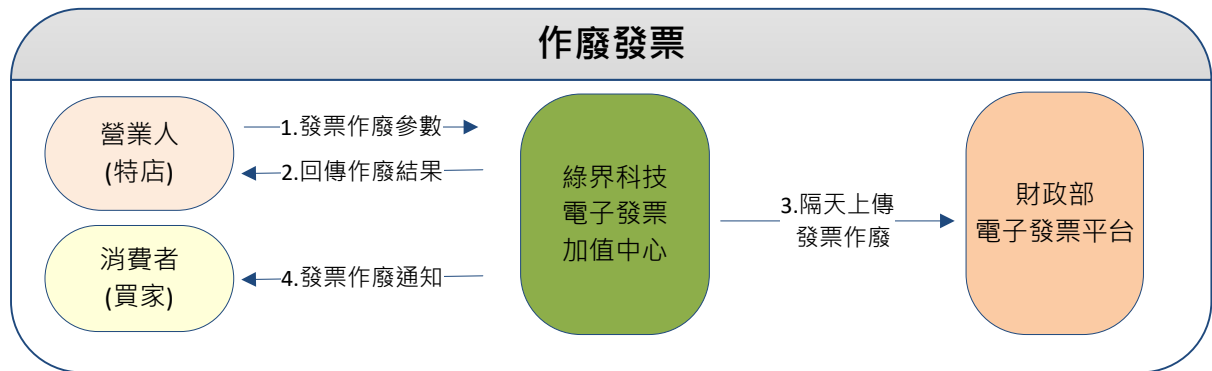 作廢發票
營業人
(特店)
1.發票作廢參數
2.回傳作廢結果
消費者
(買家)
4.發票作廢通知
綠界科技
電子發票
加值中心
3.隔天上傳
發票作廢
財政部
電子發票平台